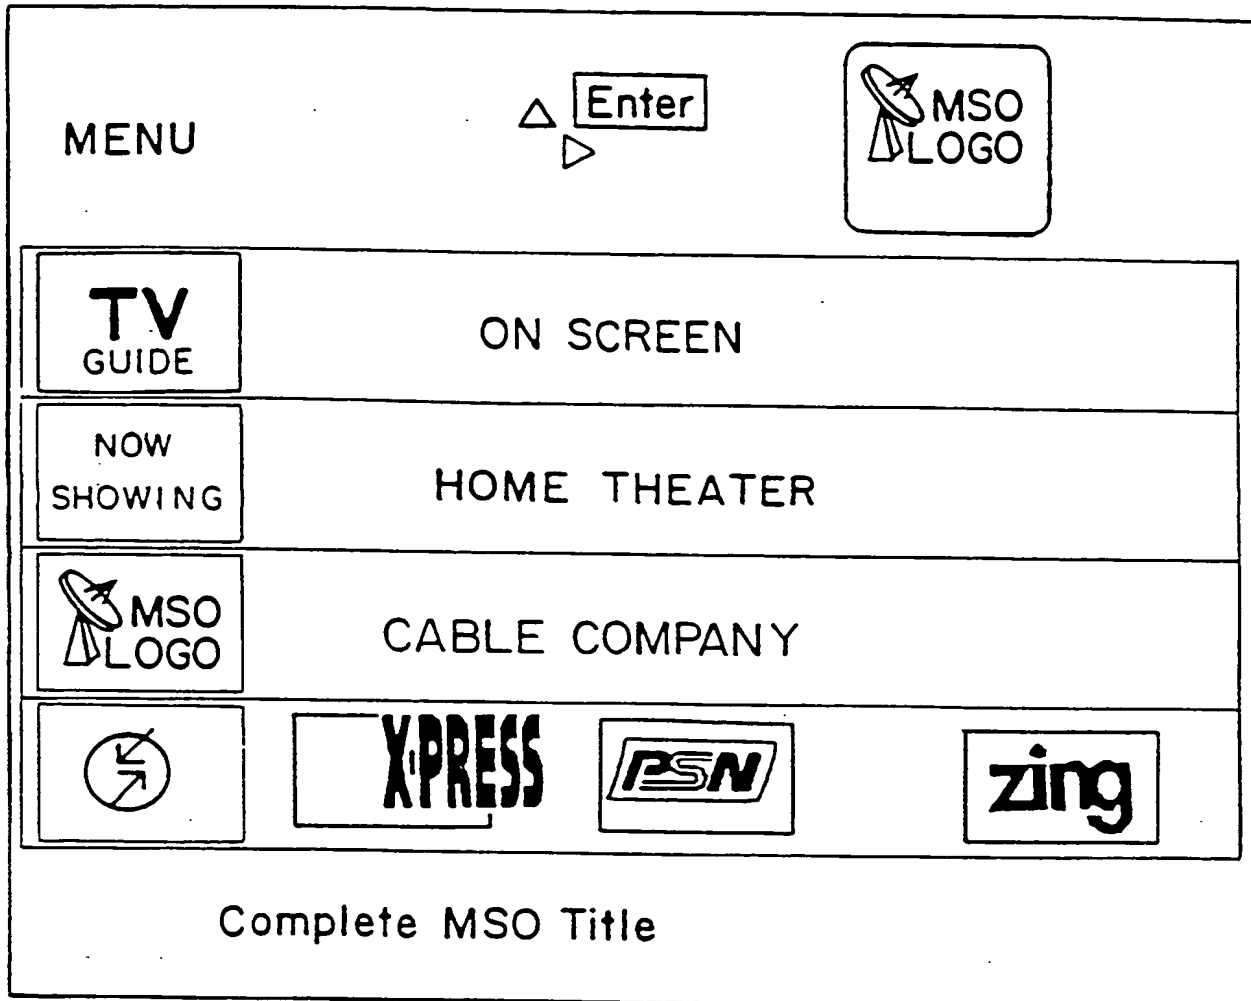 MENU
Enter
MSO
LOGO
TV
GUIDE
ON SCREEN
NOW
SHOWING
HOME THEATER
MSO
LOGO
CABLE COMPANY
X·PRESS
PSN
zing
Complete MSO Title